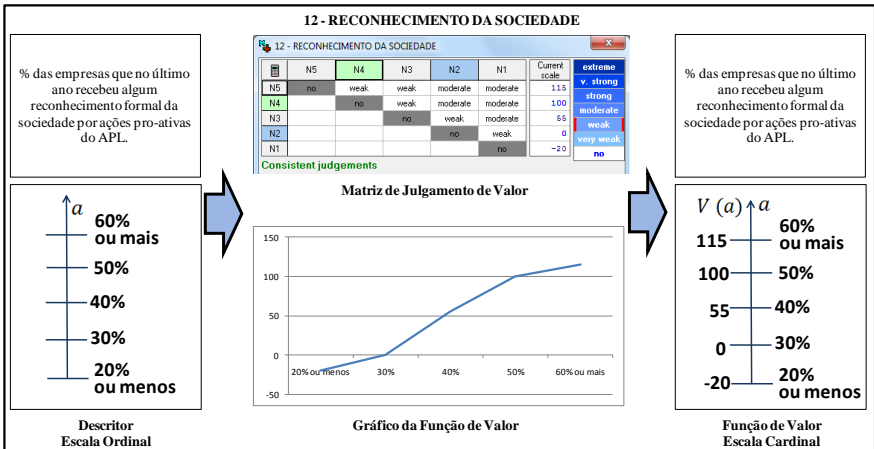 12 - RECONHECIMENTO DA SOCIEDADE
% das empresas que no último
ano recebeu algum
reconhecimento formal da
sociedade por ações pro-ativas
do APL.
a
60%
ou mais
50%
40%
30%
20%
ou menos
Descritor
Escala Ordinal
12 - RECONHECIMENTO DA SOCIEDADE
N5 N4 N3 N2 N1 Current scale
N5 no weak weak moderate moderate 115
N4 no weak moderate moderate 100
N3 no weak moderate 55
N2 no weak 0
N1 no -20
extreme
v. strong
strong
moderate
weak
very weak
no
Consistent judgements
Matriz de Julgamento de Valor
150
100
50
0
-50
20% ou menos 30% 40% 50% 60% ou mais
Gráfico da Função de Valor
% das empresas que no último
ano recebeu algum
reconhecimento formal da
sociedade por ações pro-ativas
do APL.
V (a) a
115 60%
ou mais
100 50%
55 40%
0 30%
-20 20%
ou menos
Função de Valor
Escala Cardinal